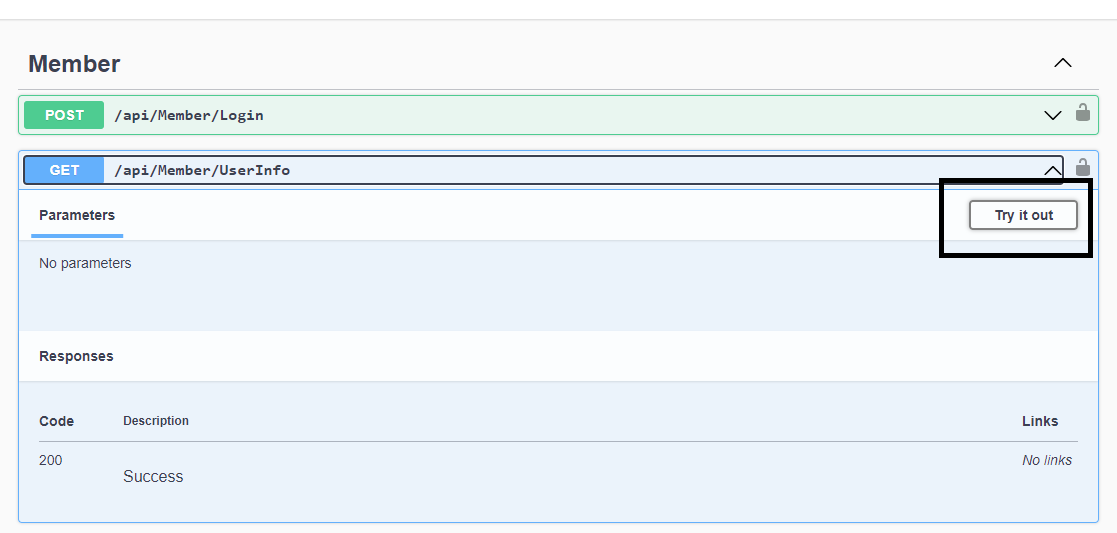 Member
POST /api/Member/Login
GET /api/Member/UserInfo
Parameters Try it out
No parameters
Responses
Code Description Links
200 Success No links